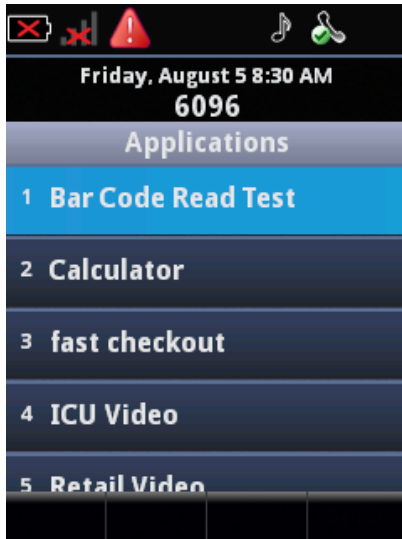 Friday, August 5 8:30 AM
6096
Applications
1 Bar Code Read Test
2 Calculator
3 fast checkout
4 ICU Video
5 Retail Video